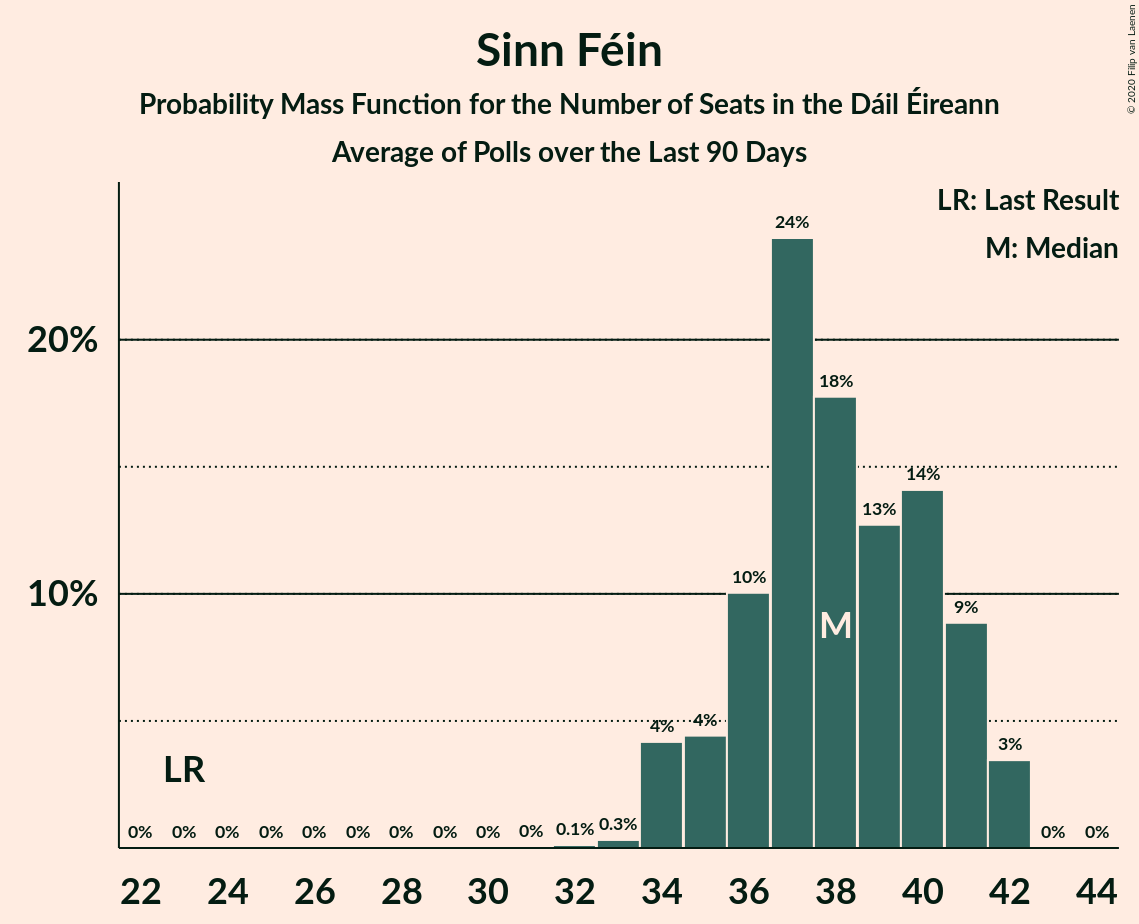 Sinn Féin
Probability Mass Function for the Number of Seats in the Dáil Éireann
Average of Polls over the Last 90 Days
© 2020 Filip van Laenen
LR: Last Result
M: Median
24%
20%
18%
14%
13%
10%
10%
9%
M
4%
4%
3%
LR
0%
0%
0%
0%
0%
0%
0%
0%
0%
0%
0.1%
0.3%
0%
0%
22 24 26 28 30 32 34 36 38 40 42 44